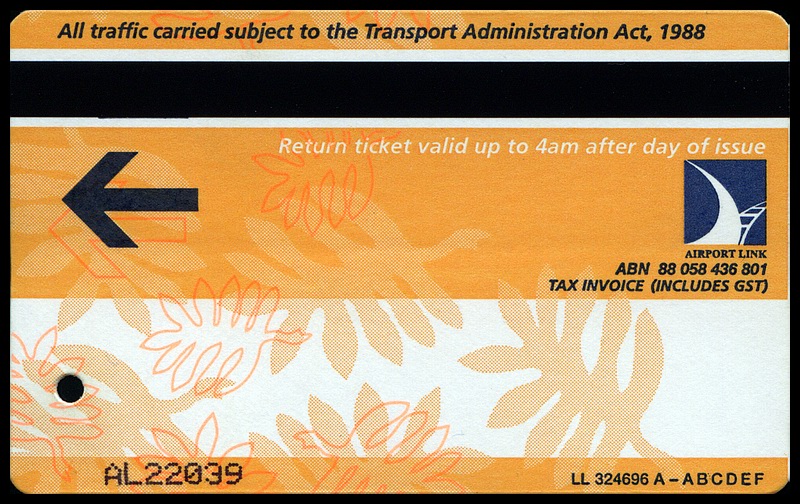 All traffic carried subject to the Transport Administration Act, 1988
Return ticket valid up to 4am after day of issue
AIRPORT LINK
ABN 88 058 436 801
TAX INVOICE (INCLUDES GST)
AL22039
LL 324696 A – ABCDEF